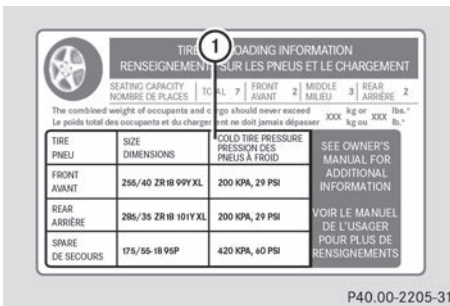 TIRE LOADING INFORMATION
RENSEIGNEMENT SUR LES PNEUS ET LE CHARGEMENT
1
SEATING CAPACITY TOTAL 7 FRONT 2 MIDDLE 3 REAR 2
NOMBRE DE PLACES AVANT MILIEU ARRIÈRE
The combined weight of occupants and cargo should never exceed XXX kg or XXX lbs.*
Le poids total des occupants et du chargement ne doit jamais dépasser kg ou lb.*
TIRE SIZE COLD TIRE PRESSURE
PNEU DIMENSIONS PRESSION DES
PNEUS À FROID
FRONT
AVANT 255/40 ZR18 99Y XL 200 KPA, 29 PSI
REAR
ARRIÈRE 285/35 ZR18 101Y XL 200 KPA, 29 PSI
SPARE
DE SECOURS 175/55-18 95P 420 KPA, 60 PSI
SEE OWNER'S
MANUAL FOR
ADDITIONAL
INFORMATION
VOIR LE MANUEL
DE L'USAGER
POUR PLUS DE
RENSIGNEMENTS
P40.00-2205-31